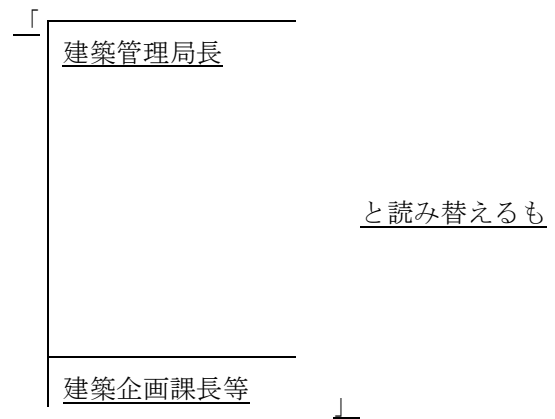 「
建築管理局長
と読み替えるも
建築企画課長等
」